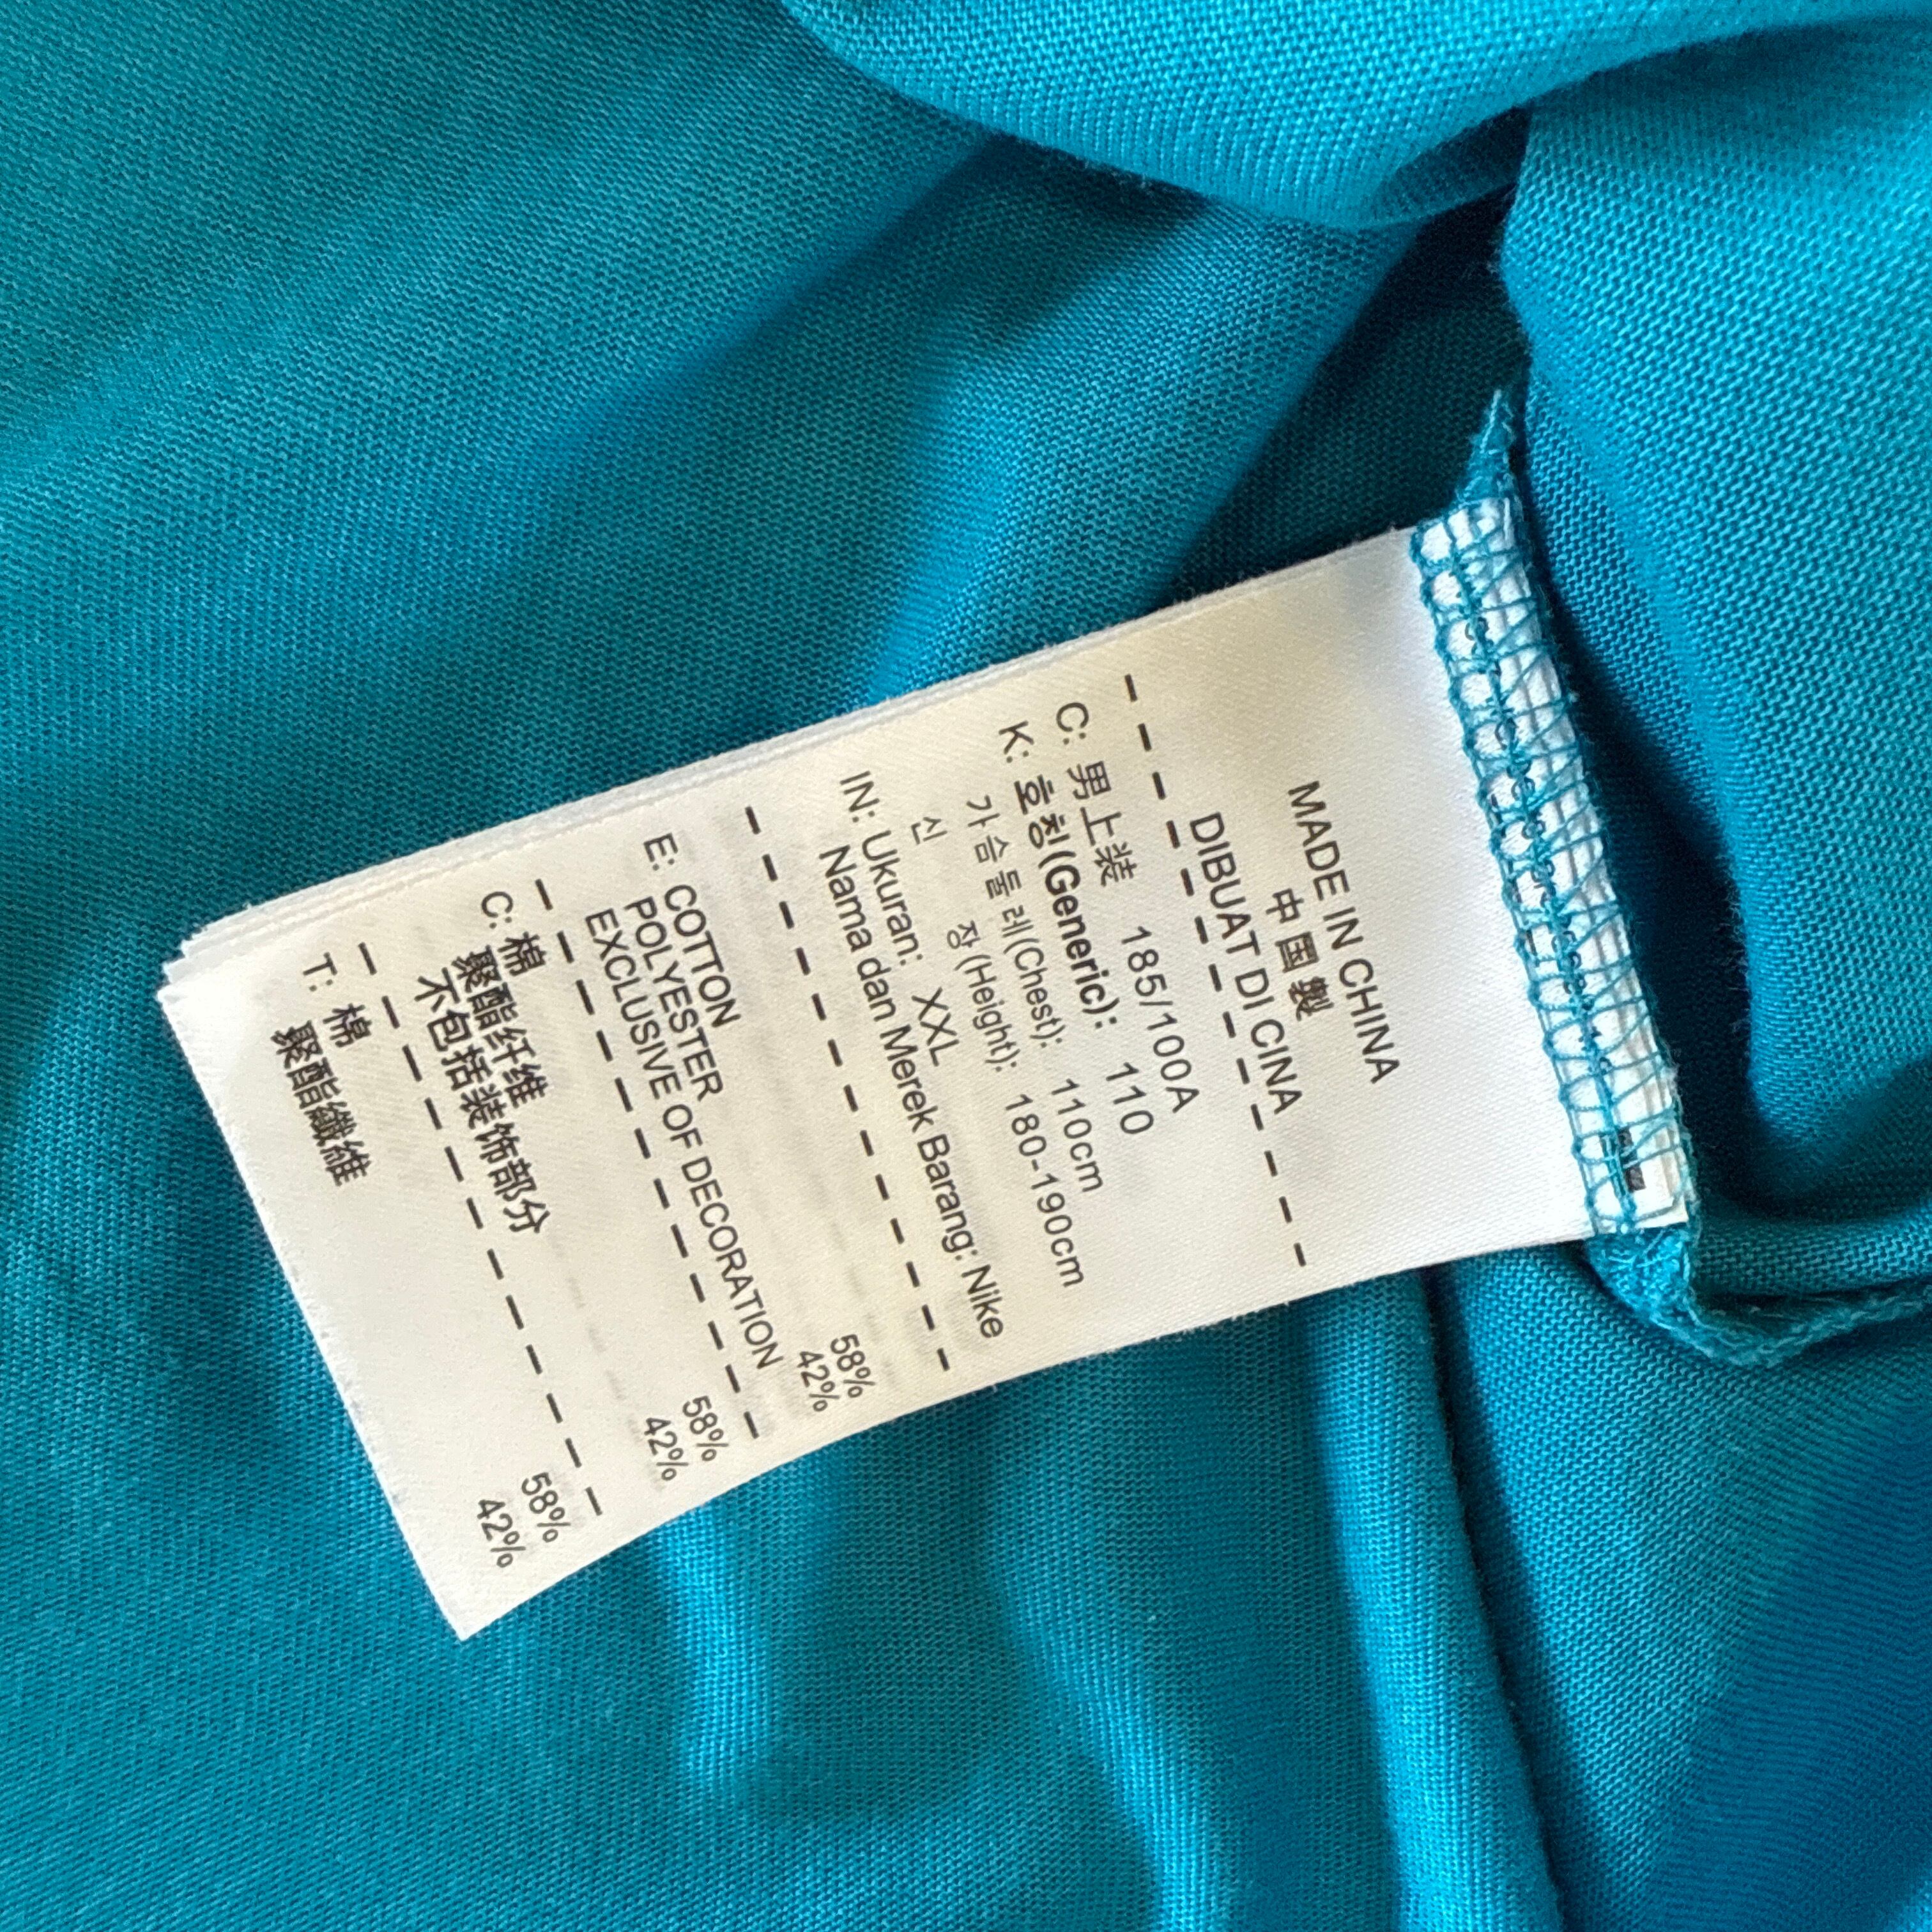 MADE IN CHINA
中国製
DIBUAT DI CINA
C: 男上装 185/100A
K: 호칭(Generic): 110
가슴둘레(Chest): 110cm
신 장(Height): 180-190cm
IN: Ukuran: XXL
Nama dan Merek Barang: Nike
E: COTTON 58%
POLYESTER 42%
EXCLUSIVE OF DECORATION
C: 棉 58%
聚酯纤维 42%
不包括装饰部分
T: 棉 58%
聚酯纖維 42%